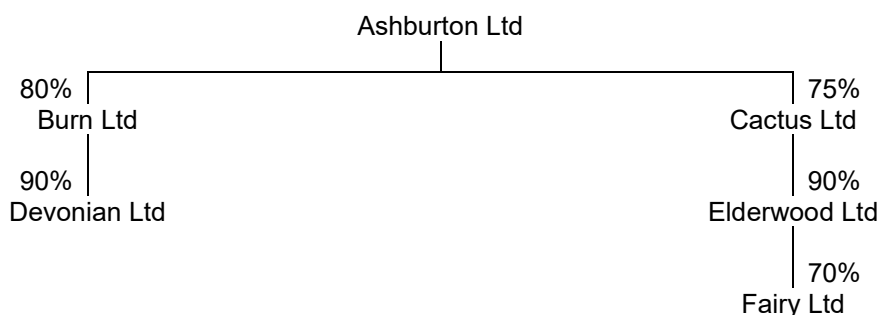 Ashburton Ltd
80% 75%
Burn Ltd Cactus Ltd
90% 90%
Devonian Ltd Elderwood Ltd
70%
Fairy Ltd